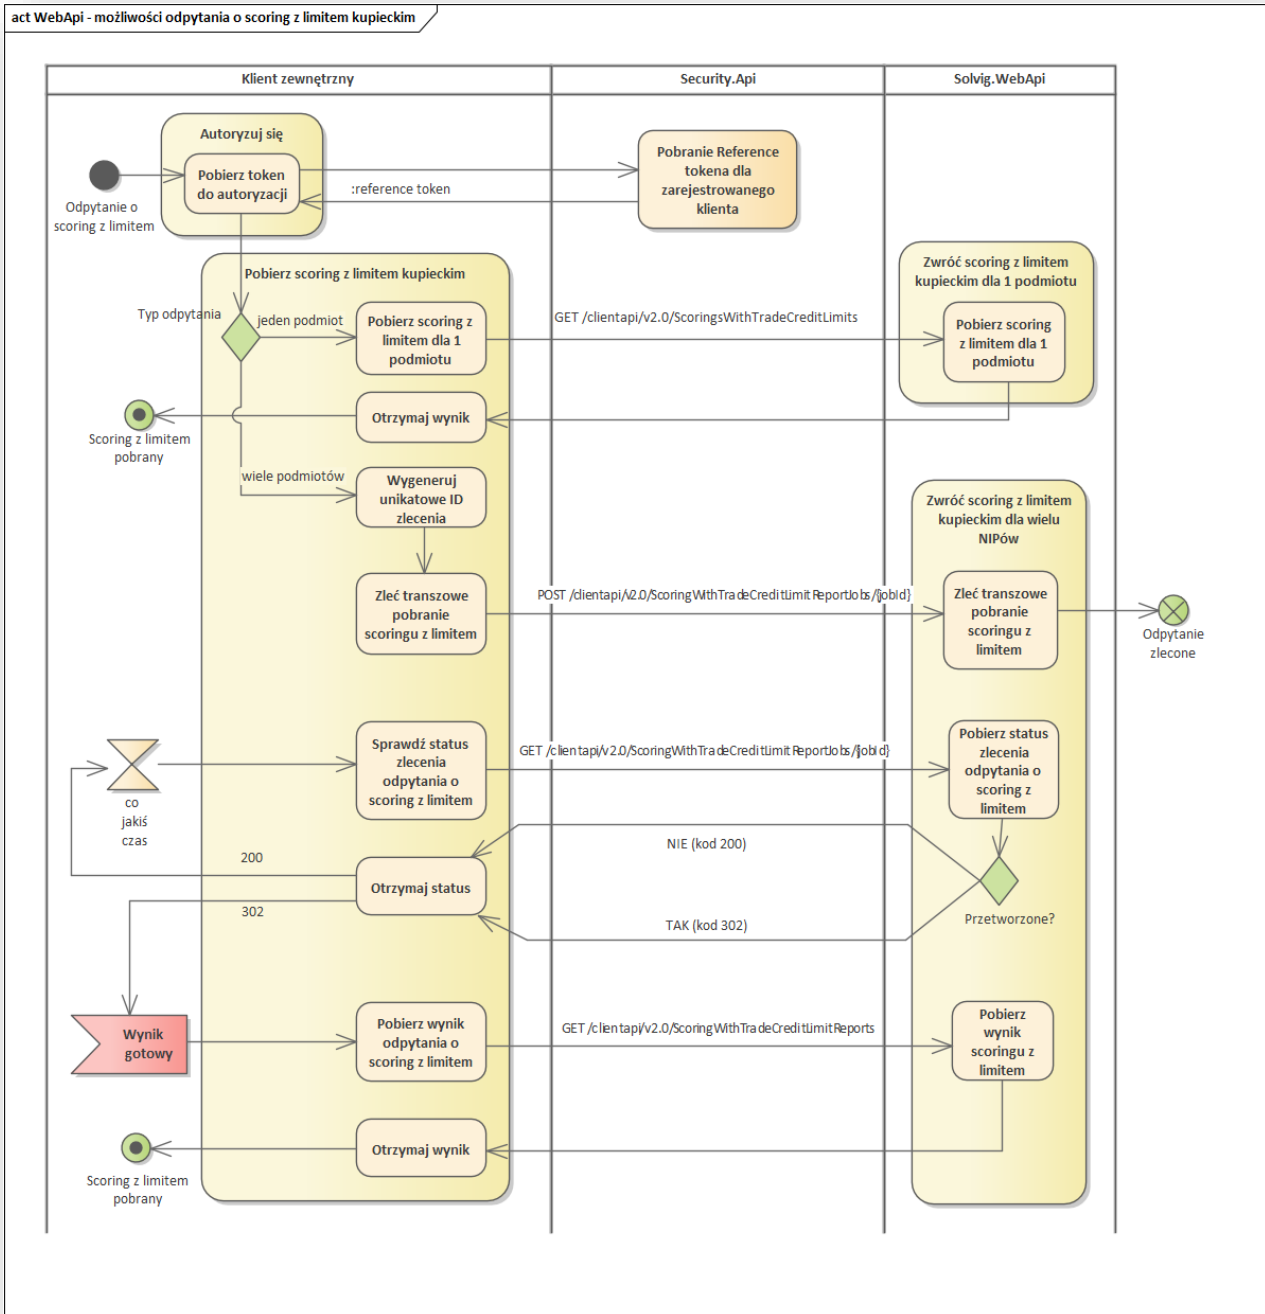 act WebApi - możliwości odpytania o scoring z limitem kupieckim
Klient zewnętrzny
Security.Api
Solvig.WebApi
Autoryzuj się
Pobierz token
do autoryzacji
Odpytanie o
scoring z limitem
:reference token
Pobranie Reference
tokena dla
zarejestrowanego
klienta
Pobierz scoring z limitem kupieckim
Typ odpytania
jeden podmiot
Pobierz scoring z
limitem dla 1
podmiotu
GET /clientapi/v2.0/ScoringsWithTradeCreditLimits
Zwróć scoring z limitem
kupieckim dla 1 podmiotu
Pobierz scoring
z limitem dla 1
podmiotu
Otrzymaj wynik
Scoring z limitem
pobrany
wiele podmiotów
Wygeneruj
unikatowe ID
zlecenia
Zwróć scoring z limitem
kupieckim dla wielu
NIPów
Zleć transzowe
pobranie
scoringu z limitem
POST /clientapi/v2.0/ScoringWithTradeCreditLimitReportJobs/{jobId}
Zleć transzowe
pobranie
scoringu z
limitem
Odpytanie
zlecone
co
jakiś
czas
Sprawdź status
zlecenia
odpytania o
scoring z limitem
GET /clientapi/v2.0/ScoringWithTradeCreditLimitReportJobs/{jobId}
Pobierz status
zlecenia
odpytania o
scoring z
limitem
NIE (kod 200)
200
Otrzymaj status
302
TAK (kod 302)
Przetworzone?
Wynik
gotowy
Pobierz wynik
odpytania o
scoring z limitem
GET /clientapi/v2.0/ScoringWithTradeCreditLimitReports
Pobierz
wynik
scoringu z
limitem
Otrzymaj wynik
Scoring z limitem
pobrany